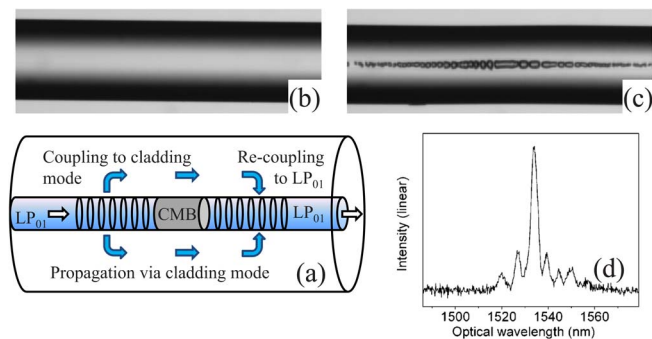 (b)
(c)
Coupling to cladding
mode
Re-coupling
to LP₀₁
LP₀₁
CMB
LP₀₁
Propagation via cladding mode
(a)
Intensity (linear)
(d)
1500 1520 1540 1560
Optical wavelength (nm)